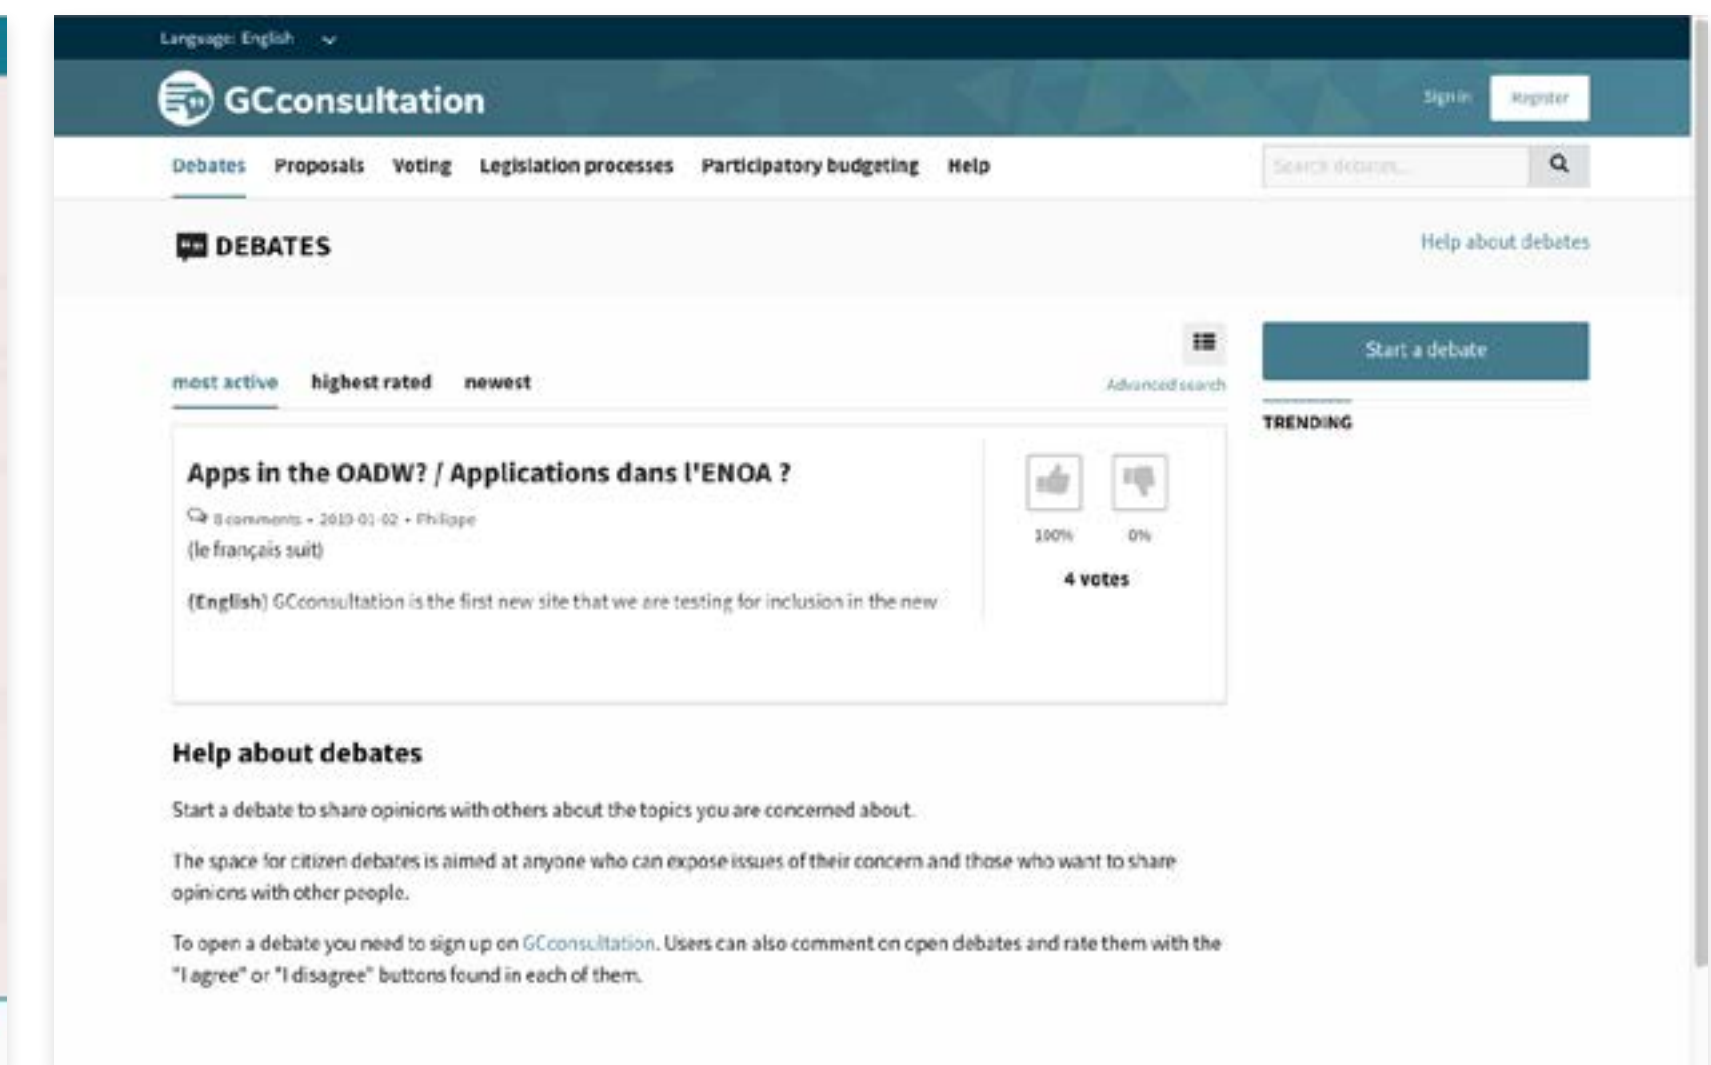 Language: English
GCconsultation
Sign in
Register
Debates Proposals Voting Legislation processes Participatory budgeting Help
Search debates...
DEBATES
Help about debates
Start a debate
most active highest rated newest
Advanced search
TRENDING
Apps in the OADW? / Applications dans l'ENOA ?
8 comments • 2019-01-02 • Philippe
(le français suit)
(English) GCconsultation is the first new site that we are testing for inclusion in the new
100% 0%
4 votes
Help about debates
Start a debate to share opinions with others about the topics you are concerned about.
The space for citizen debates is aimed at anyone who can expose issues of their concern and those who want to share
opinions with other people.
To open a debate you need to sign up on GCconsultation. Users can also comment on open debates and rate them with the
"I agree" or "I disagree" buttons found in each of them.